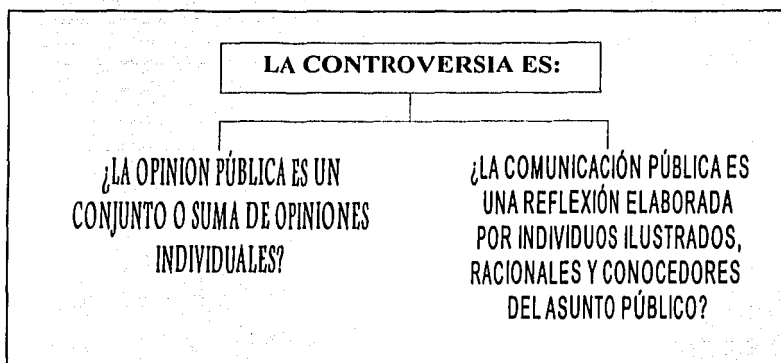 LA CONTROVERSIA ES:
¿LA OPINION PÚBLICA ES UN
CONJUNTO O SUMA DE OPINIONES
INDIVIDUALES?
¿LA COMUNICACIÓN PÚBLICA ES
UNA REFLEXIÓN ELABORADA
POR INDIVIDUOS ILUSTRADOS,
RACIONALES Y CONOCEDORES
DEL ASUNTO PÚBLICO?